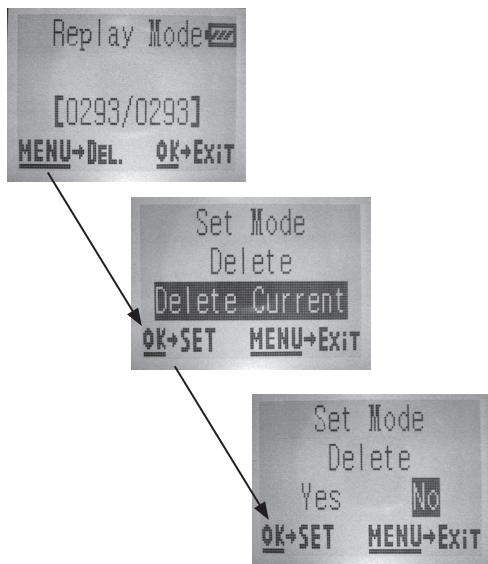 Replay Mode
[0293/0293]
MENU→DEL. OK→EXiT
Set Mode
Delete
Delete Current
OK→SET MENU→EXiT
Set Mode
Delete
Yes No
OK→SET MENU→EXiT